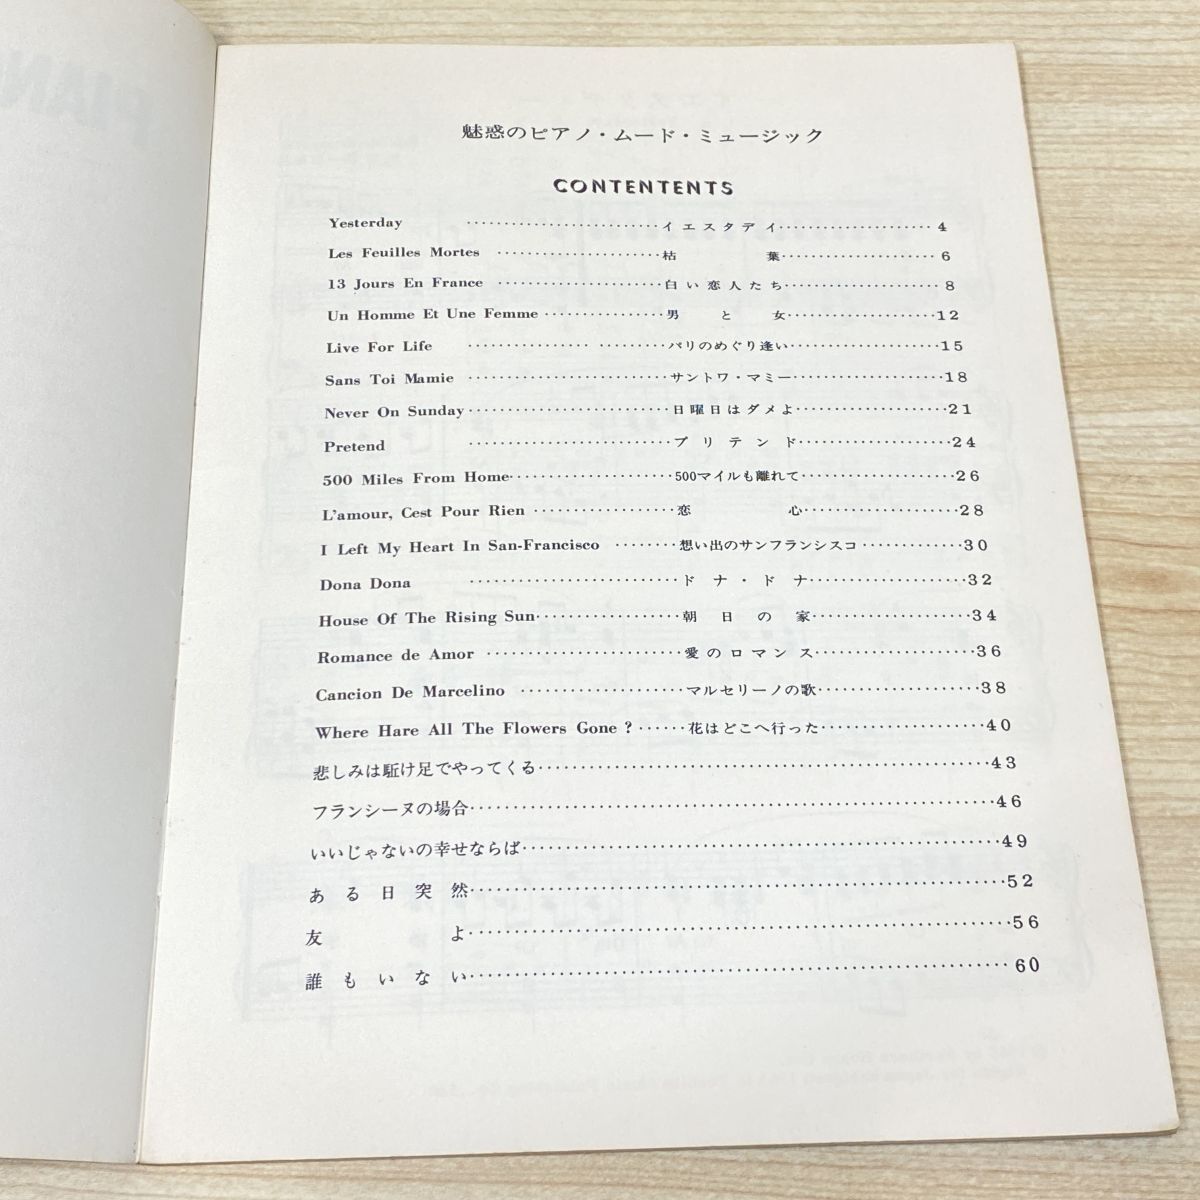 PIAN
魅惑のピアノ・ムード・ミュージック
CONTENTENTS
Yesterday イエスタデイ 4
Les Feuilles Mortes 枯葉 6
13 Jours En France 白い恋人たち 8
Un Homme Et Une Femme 男と女 12
Live For Life パリのめぐり逢い 15
Sans Toi Mamie サントワ・マミー 18
Never On Sunday 日曜日はダメよ 21
Pretend プリテンド 24
500 Miles From Home 500マイルも離れて 26
L'amour, Cest Pour Rien 恋心 28
I Left My Heart In San-Francisco 想い出のサンフランシスコ 30
Dona Dona ドナ・ドナ 32
House Of The Rising Sun 朝日の家 34
Romance de Amor 愛のロマンス 36
Cancion De Marcelino マルセリーノの歌 38
Where Hare All The Flowers Gone? 花はどこへ行った 40
悲しみは駈け足でやってくる 43
フランシーヌの場合 46
いいじゃないの幸せならば 49
ある日突然 52
友よ 56
誰もいない 60